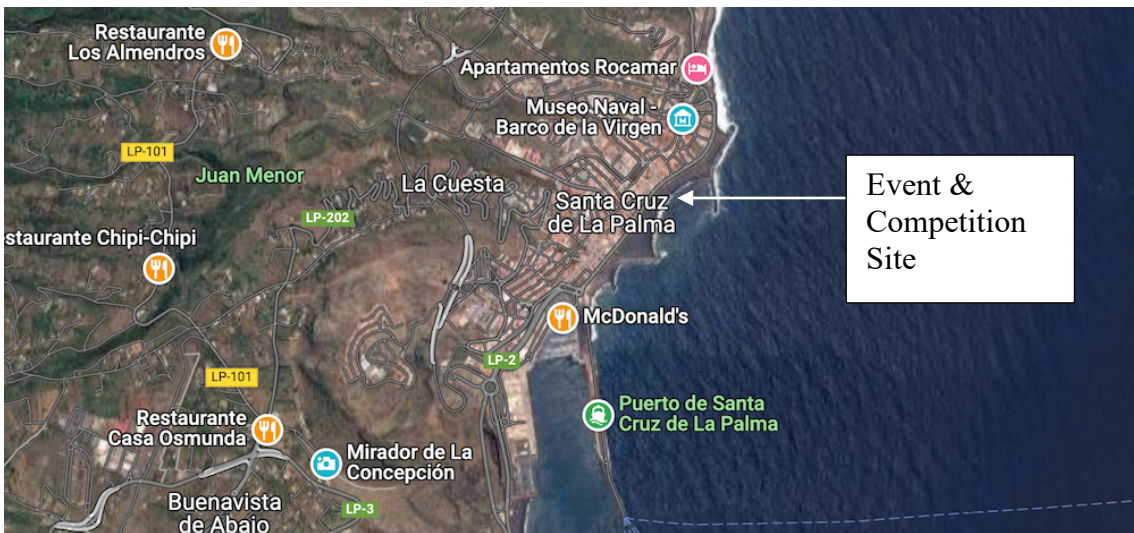 Restaurante
Los Almendros
Apartamentos Rocamar
Museo Naval -
Barco de la Virgen
LP-101
Juan Menor
La Cuesta
LP-202
Santa Cruz
de La Palma
Event &
Competition
Site
estaurante Chipi-Chipi
McDonald's
LP-2
LP-101
Puerto de Santa
Cruz de La Palma
Restaurante
Casa Osmunda
Mirador de La
Concepción
Buenavista
de Abajo
LP-3